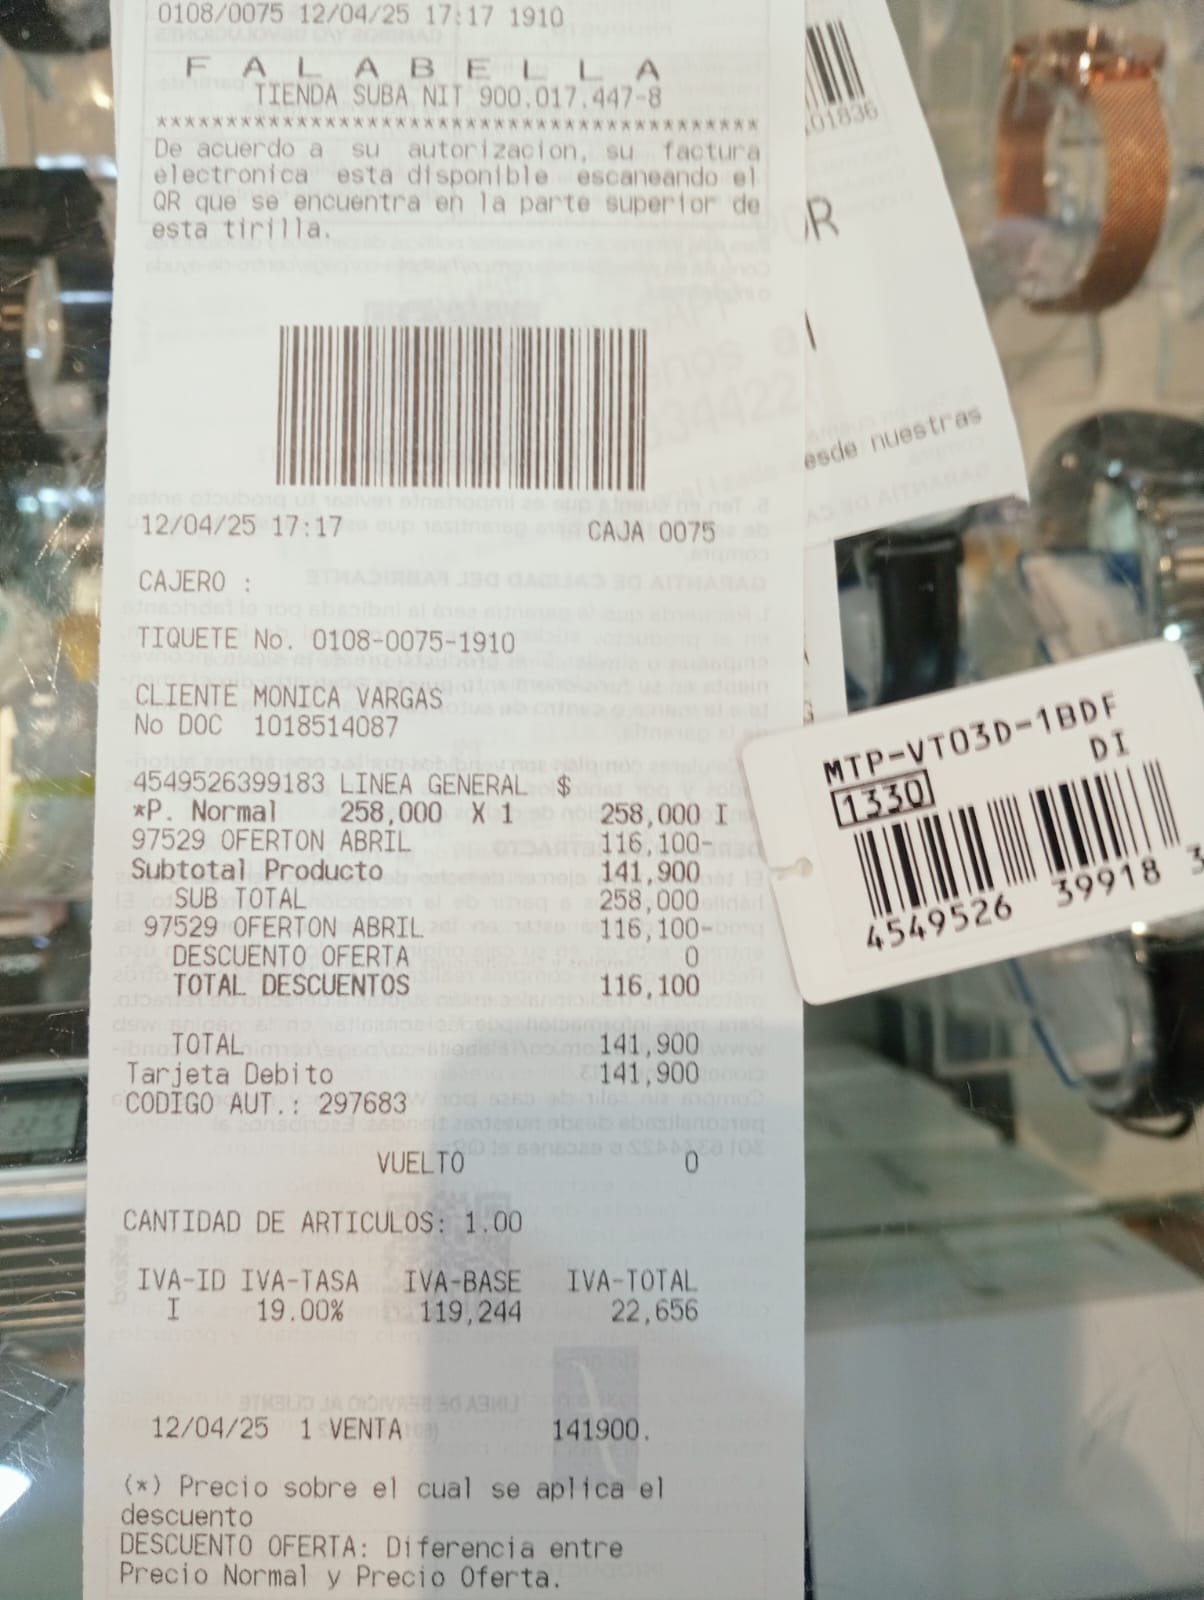 0108/0075 12/04/25 17:17 1910
F A L A B E L L A
TIENDA SUBA NIT 900.017.447-8
*******************************************
De acuerdo a su autorizacion, su factura
electronica esta disponible escaneando el
QR que se encuentra en la parte superior de
esta tirilla.
12/04/25 17:17 CAJA 0075
CAJERO :
TIQUETE No. 0108-0075-1910
CLIENTE MONICA VARGAS
No DOC 1018514087
4549526399183 LINEA GENERAL $
*P. Normal 258,000 X 1 258,000 I
97529 OFERTON ABRIL 116,100-
Subtotal Producto 141,900
SUB TOTAL 258,000
97529 OFERTON ABRIL 116,100-
DESCUENTO OFERTA 0
TOTAL DESCUENTOS 116,100
TOTAL 141,900
Tarjeta Debito 141,900
CODIGO AUT.: 297683
VUELTO 0
CANTIDAD DE ARTICULOS: 1.00
IVA-ID IVA-TASA IVA-BASE IVA-TOTAL
I 19.00% 119,244 22,656
12/04/25 1 VENTA 141900.
(*) Precio sobre el cual se aplica el
descuento
DESCUENTO OFERTA: Diferencia entre
Precio Normal y Precio Oferta.
01836
esde nuestras
MTP-VT03D-1BDF
DI
1330
4549526 39918 3